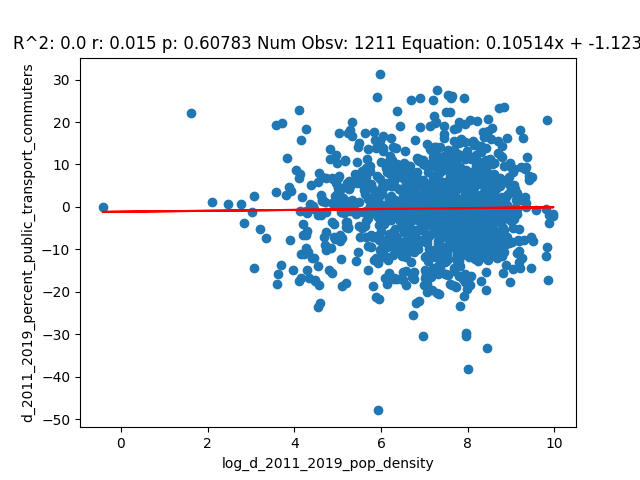 R^2: 0.0 r: 0.015 p: 0.60783 Num Obsv: 1211 Equation: 0.10514x + -1.123
30
20
10
0
−10
−20
−30
−40
−50
d_2011_2019_percent_public_transport_commuters
0 2 4 6 8 10
log_d_2011_2019_pop_density